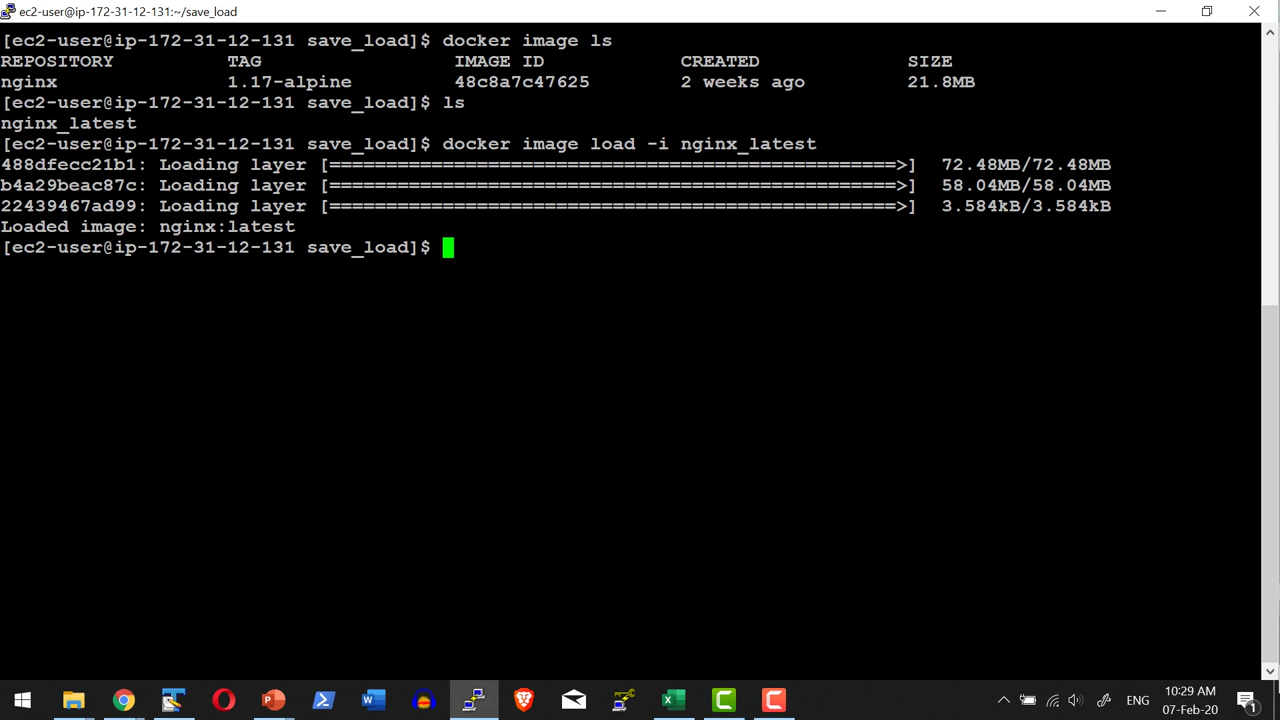 ec2-user@ip-172-31-12-131:~/save_load
[ec2-user@ip-172-31-12-131 save_load]$ docker image ls
REPOSITORY TAG IMAGE ID CREATED SIZE
nginx 1.17-alpine 48c8a7c47625 2 weeks ago 21.8MB
[ec2-user@ip-172-31-12-131 save_load]$ ls
nginx_latest
[ec2-user@ip-172-31-12-131 save_load]$ docker image load -i nginx_latest
488dfecc21b1: Loading layer [==================================================>] 72.48MB/72.48MB
b4a29beac87c: Loading layer [==================================================>] 58.04MB/58.04MB
22439467ad99: Loading layer [==================================================>] 3.584kB/3.584kB
Loaded image: nginx:latest
[ec2-user@ip-172-31-12-131 save_load]$
ENG
10:29 AM
07-Feb-20
1